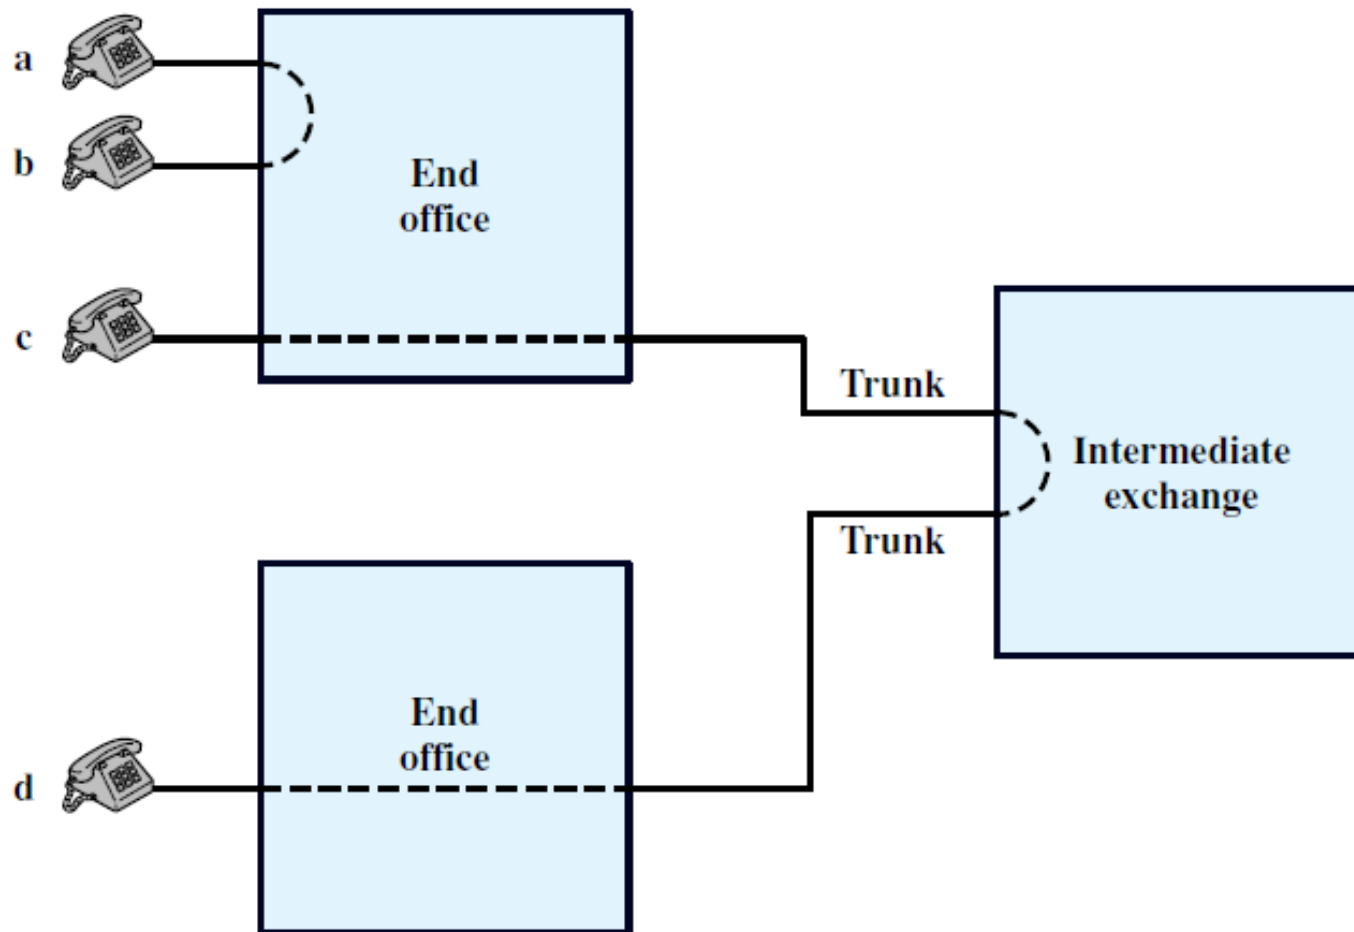 a
b
End
office
c
Trunk
Intermediate
exchange
Trunk
End
office
d